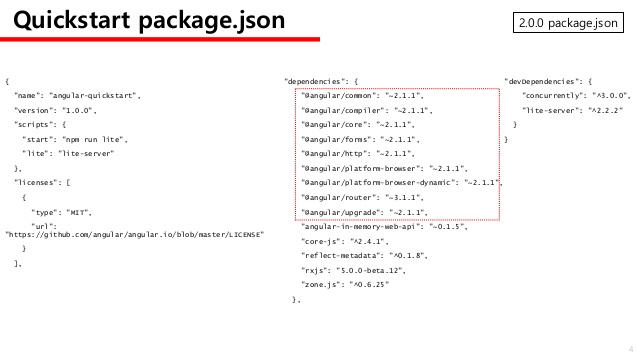 Quickstart package.json
2.0.0 package.json
{
"name": "angular-quickstart",
"version": "1.0.0",
"scripts": {
"start": "npm run lite",
"lite": "lite-server"
},
"licenses": [
{
"type": "MIT",
"url":
"https://github.com/angular/angular.io/blob/master/LICENSE"
}
],
"dependencies": {
"@angular/common": "~2.1.1",
"@angular/compiler": "~2.1.1",
"@angular/core": "~2.1.1",
"@angular/forms": "~2.1.1",
"@angular/http": "~2.1.1",
"@angular/platform-browser": "~2.1.1",
"@angular/platform-browser-dynamic": "~2.1.1",
"@angular/router": "~3.1.1",
"@angular/upgrade": "~2.1.1",
"angular-in-memory-web-api": "~0.1.5",
"core-js": "^2.4.1",
"reflect-metadata": "^0.1.8",
"rxjs": "5.0.0-beta.12",
"zone.js": "^0.6.25"
},
"devDependencies": {
"concurrently": "^3.0.0",
"lite-server": "^2.2.2"
}
}
4